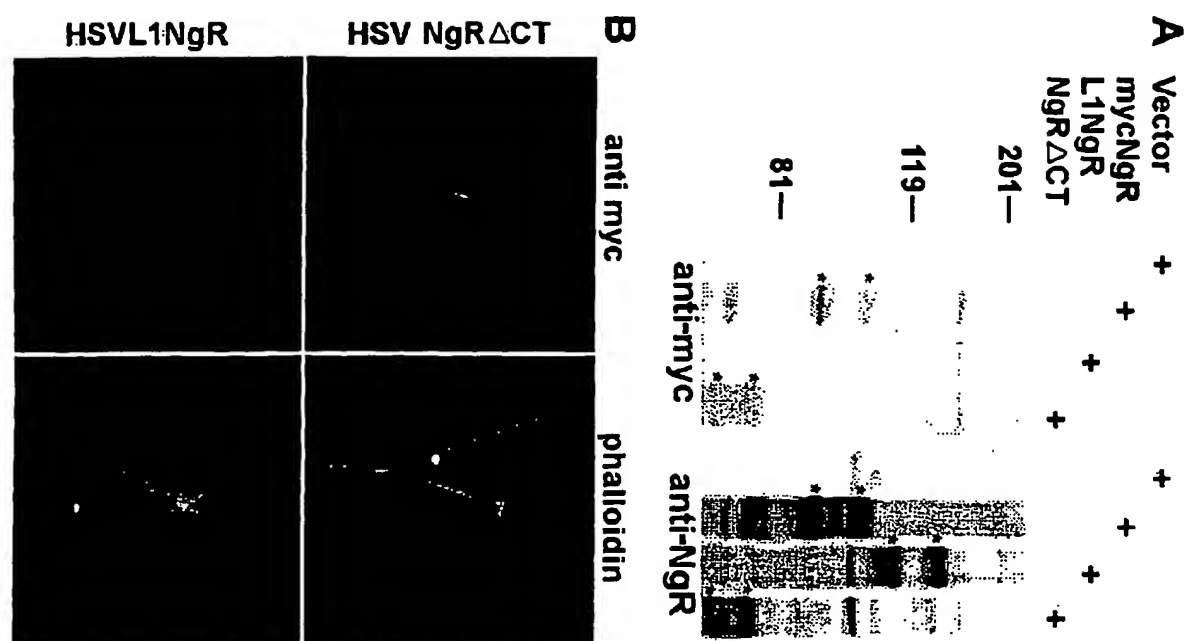 A
Vector + +
mycNgR + +
L1NgR + +
NgRΔCT + +
201—
119—
81—
* *
* *
* *
* *
anti-myc anti-NgR
B
anti myc phalloidin
HSV NgRΔCT
HSVL1NgR